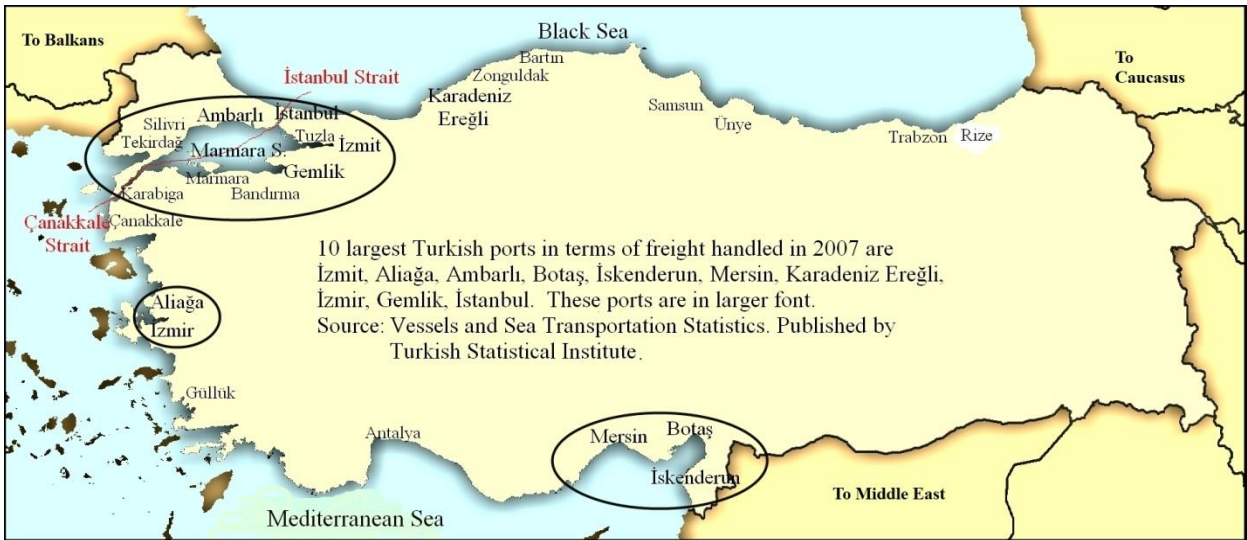 Black Sea
To Balkans
To
Caucasus
Bartın
Zonguldak
İstanbul Strait
Karadeniz
Ereğli
Samsun
Ünye
Trabzon
Rize
Silivri
Ambarlı
İstanbul
Tekirdağ
Tuzla
İzmit
Marmara S.
Gemlik
Marmara
Karabiga
Bandırma
Çanakkale
Strait
Çanakkale
10 largest Turkish ports in terms of freight handled in 2007 are
İzmit, Aliağa, Ambarlı, Botaş, İskenderun, Mersin, Karadeniz Ereğli,
İzmir, Gemlik, İstanbul. These ports are in larger font.
Source: Vessels and Sea Transportation Statistics. Published by
Turkish Statistical Institute.
Aliağa
İzmir
Güllük
Antalya
Mersin
Botaş
İskenderun
To Middle East
Mediterranean Sea